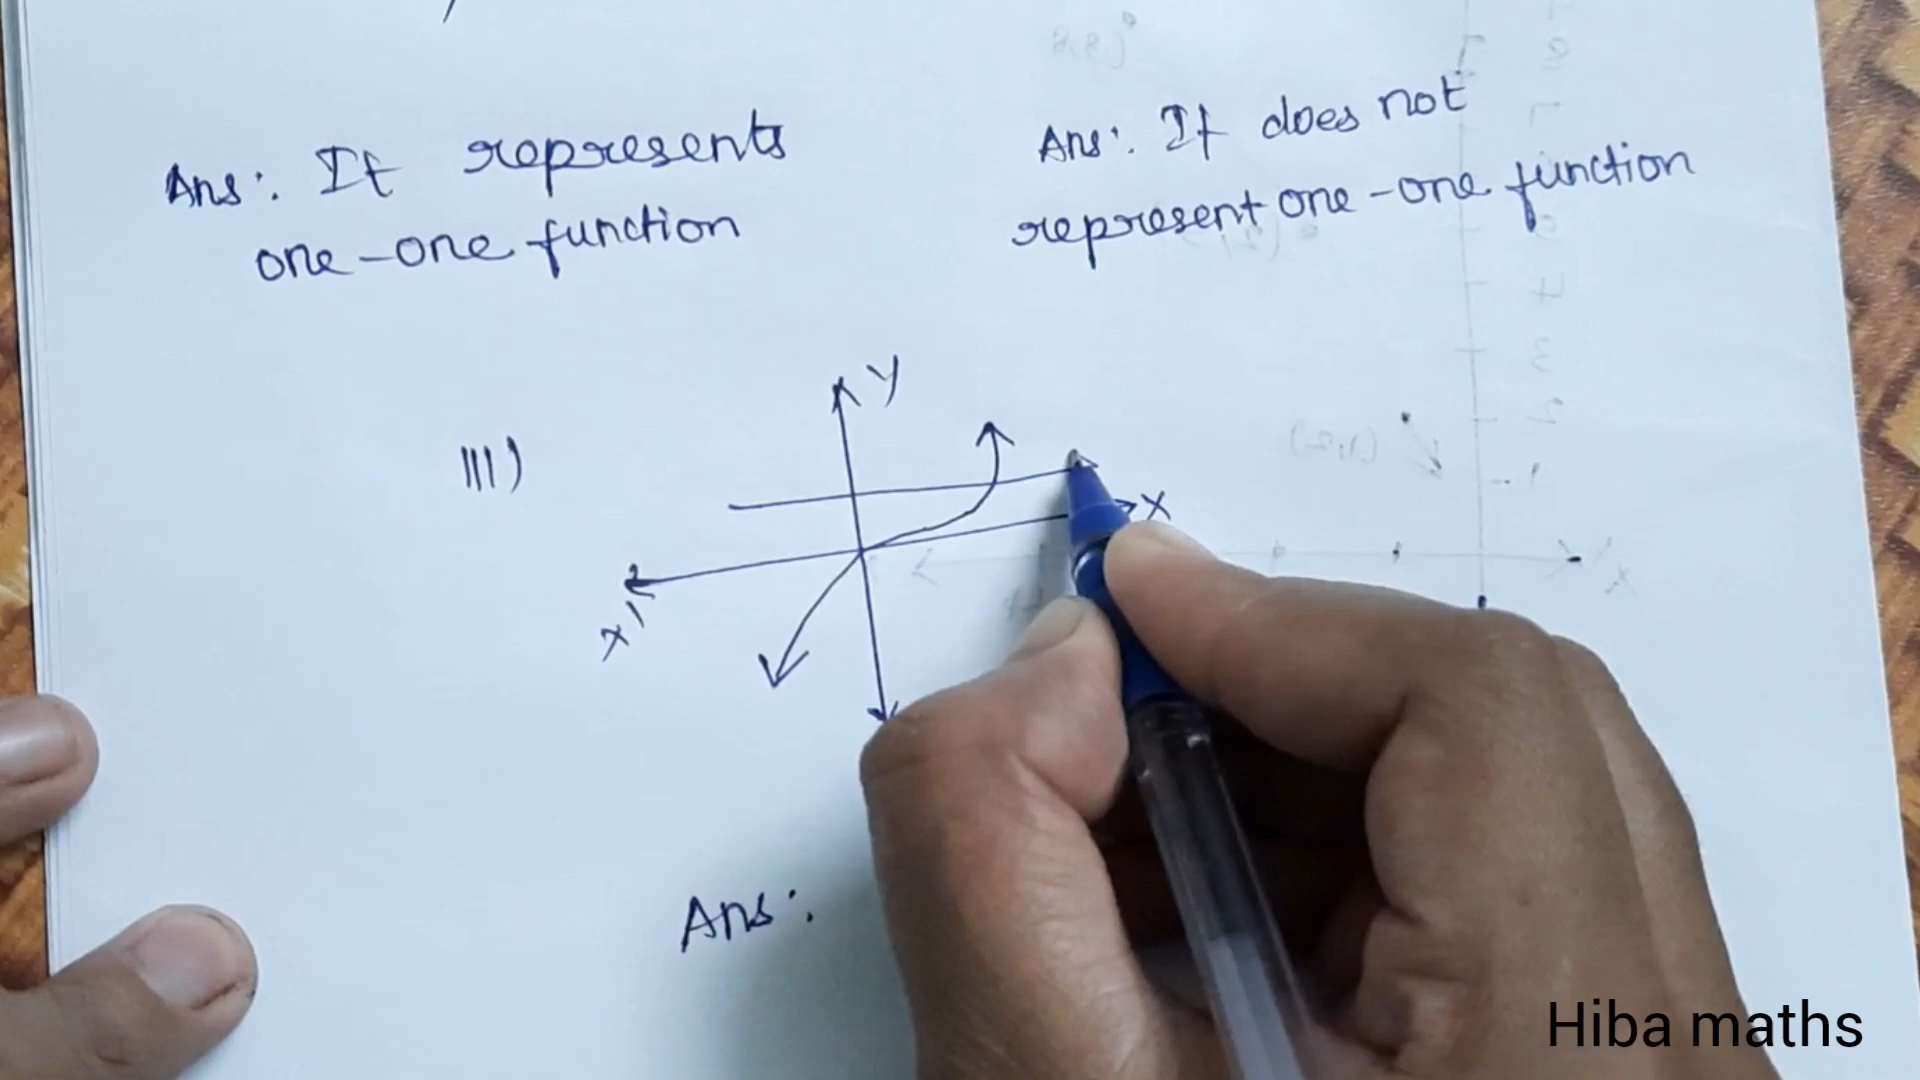 Ans: It represents
one-one function
Ans: It does not
represent one-one function
III)
Y
X
X'
Ans:
Hiba maths